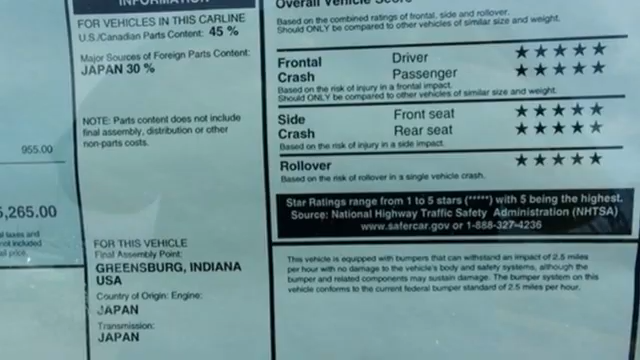 INFORMATION
FOR VEHICLES IN THIS CARLINE
U.S./Canadian Parts Content: 45 %
Major Sources of Foreign Parts Content:
JAPAN 30 %
NOTE: Parts content does not include
final assembly, distribution or other
non-parts costs.
955.00
5,265.00
taxes and
not included
price.
FOR THIS VEHICLE
Final Assembly Point:
GREENSBURG, INDIANA
USA
Country of Origin: Engine:
JAPAN
Transmission:
JAPAN
Overall Vehicle Score
Based on the combined ratings of frontal, side and rollover.
Should ONLY be compared to other vehicles of similar size and weight.
Frontal Driver ★★★★★
Crash Passenger ★★★★★
Based on the risk of injury in a frontal impact.
Should ONLY be compared to other vehicles of similar size and weight.
Side Front seat ★★★★★
Crash Rear seat ★★★★★
Based on the risk of injury in a side impact.
Rollover ★★★★★
Based on the risk of rollover in a single vehicle crash.
Star Ratings range from 1 to 5 stars (*****) with 5 being the highest.
Source: National Highway Traffic Safety Administration (NHTSA)
www.safercar.gov or 1-888-327-4236
This vehicle is equipped with bumpers that can withstand an impact of 2.5 miles
per hour with no damage to the vehicle's body and safety systems, although the
bumper and related components may sustain damage. The bumper system on this
vehicle conforms to the current federal bumper standard of 2.5 miles per hour.